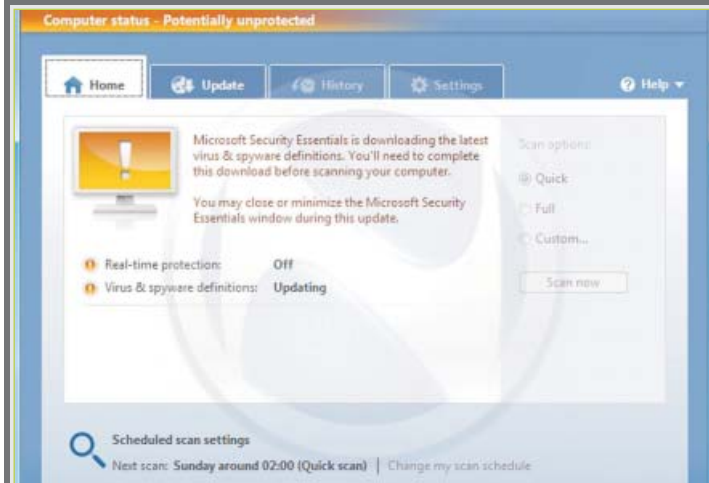 Computer status - Potentially unprotected
Home
Update
History
Settings
Help
Microsoft Security Essentials is downloading the latest
virus & spyware definitions. You'll need to complete
this download before scanning your computer.
You may close or minimize the Microsoft Security
Essentials window during this update.
Scan options:
Quick
Full
Custom...
Scan now
Real-time protection: Off
Virus & spyware definitions: Updating
Scheduled scan settings
Next scan: Sunday around 02:00 (Quick scan) | Change my scan schedule